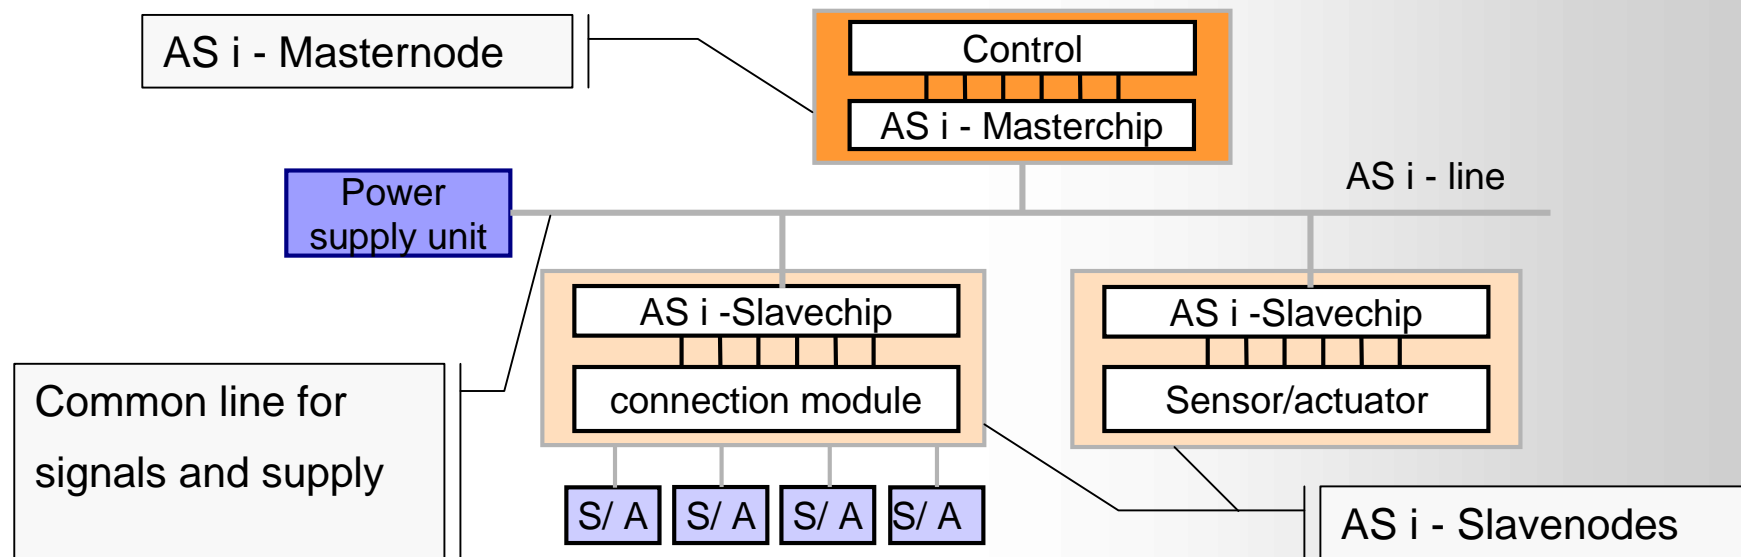 AS i - Masternode
Control
AS i - Masterchip
AS i - line
Power
supply unit
AS i -Slavechip
connection module
AS i -Slavechip
Sensor/actuator
Common line for
signals and supply
S/ A
S/ A
S/ A
S/ A
AS i - Slavenodes